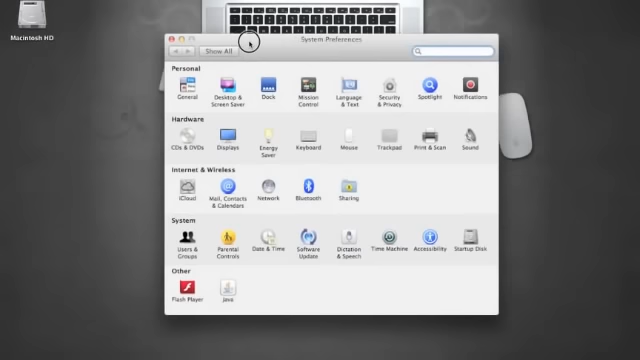 Macintosh HD
System Preferences
Show All
Personal
General
Desktop &
Screen Saver
Dock
Mission
Control
Language
& Text
Security
& Privacy
Spotlight
Notifications
Hardware
CDs & DVDs
Displays
Energy
Saver
Keyboard
Mouse
Trackpad
Print & Scan
Sound
Internet & Wireless
iCloud
Mail, Contacts
& Calendars
Network
Bluetooth
Sharing
System
Users &
Groups
Parental
Controls
Date & Time
Software
Update
Dictation
& Speech
Time Machine
Accessibility
Startup Disk
Other
Flash Player
Java